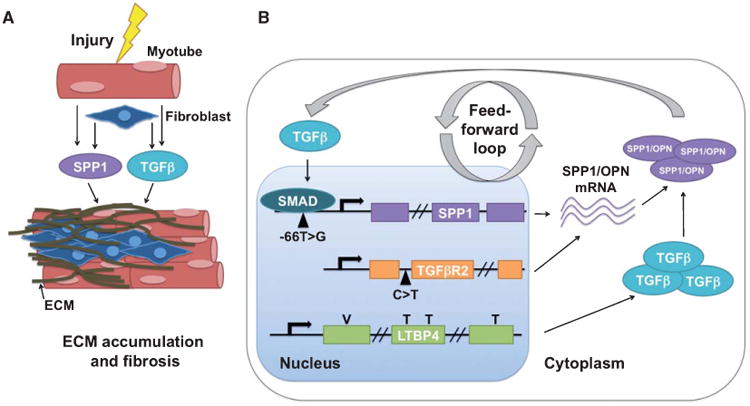 A
Injury
Myotube
Fibroblast
SPP1
TGFβ
ECM
ECM accumulation
and fibrosis
B
TGFβ
Feed-
forward
loop
SPP1/OPN
mRNA
SPP1/OPN
SPP1/OPN
SPP1/OPN
SMAD
-66T>G
SPP1
TGFβR2
C>T
V
T
T
T
LTBP4
TGFβ
TGFβ
TGFβ
Nucleus
Cytoplasm